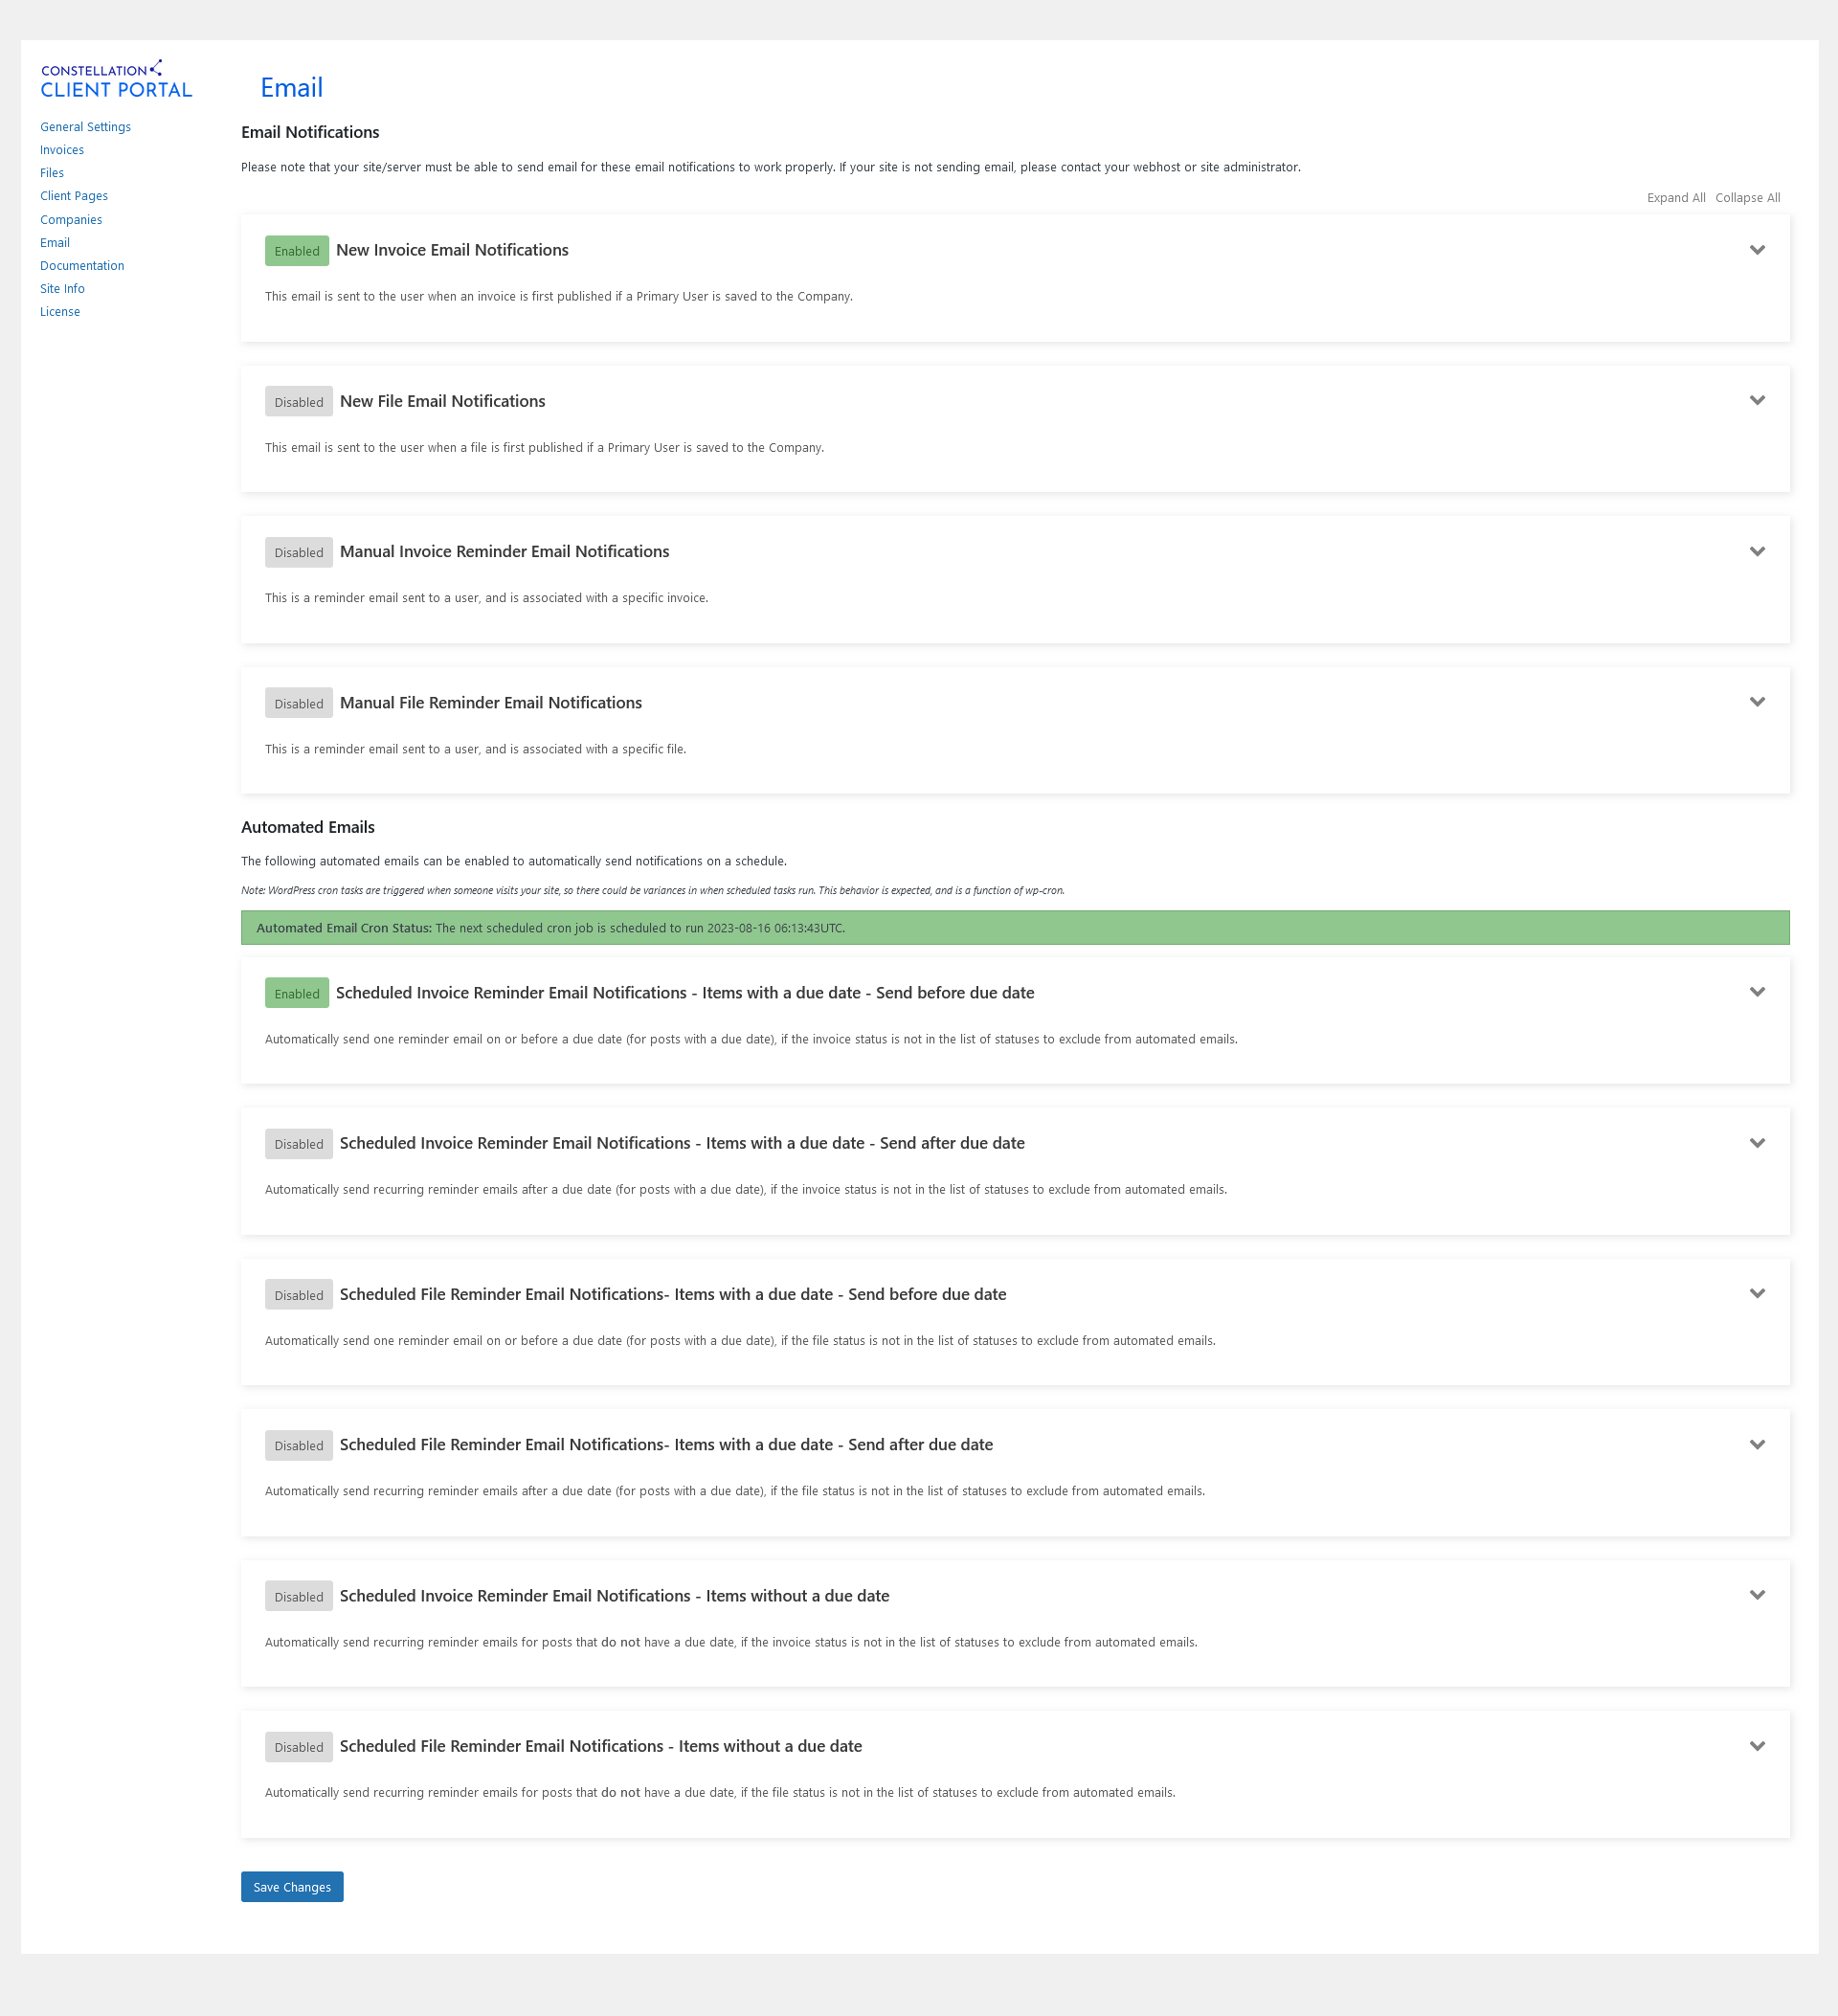 CONSTELLATION
CLIENT PORTAL
General Settings
Invoices
Files
Client Pages
Companies
Email
Documentation
Site Info
License
Email
Email Notifications
Please note that your site/server must be able to send email for these email notifications to work properly. If your site is not sending email, please contact your webhost or site administrator.
Expand All Collapse All
Enabled New Invoice Email Notifications
This email is sent to the user when an invoice is first published if a Primary User is saved to the Company.
Disabled New File Email Notifications
This email is sent to the user when a file is first published if a Primary User is saved to the Company.
Disabled Manual Invoice Reminder Email Notifications
This is a reminder email sent to a user, and is associated with a specific invoice.
Disabled Manual File Reminder Email Notifications
This is a reminder email sent to a user, and is associated with a specific file.
Automated Emails
The following automated emails can be enabled to automatically send notifications on a schedule.
Note: WordPress cron tasks are triggered when someone visits your site, so there could be variances in when scheduled tasks run. This behavior is expected, and is a function of wp-cron.
Automated Email Cron Status: The next scheduled cron job is scheduled to run 2023-08-16 06:13:43UTC.
Enabled Scheduled Invoice Reminder Email Notifications - Items with a due date - Send before due date
Automatically send one reminder email on or before a due date (for posts with a due date), if the invoice status is not in the list of statuses to exclude from automated emails.
Disabled Scheduled Invoice Reminder Email Notifications - Items with a due date - Send after due date
Automatically send recurring reminder emails after a due date (for posts with a due date), if the invoice status is not in the list of statuses to exclude from automated emails.
Disabled Scheduled File Reminder Email Notifications- Items with a due date - Send before due date
Automatically send one reminder email on or before a due date (for posts with a due date), if the file status is not in the list of statuses to exclude from automated emails.
Disabled Scheduled File Reminder Email Notifications- Items with a due date - Send after due date
Automatically send recurring reminder emails after a due date (for posts with a due date), if the file status is not in the list of statuses to exclude from automated emails.
Disabled Scheduled Invoice Reminder Email Notifications - Items without a due date
Automatically send recurring reminder emails for posts that do not have a due date, if the invoice status is not in the list of statuses to exclude from automated emails.
Disabled Scheduled File Reminder Email Notifications - Items without a due date
Automatically send recurring reminder emails for posts that do not have a due date, if the file status is not in the list of statuses to exclude from automated emails.
Save Changes